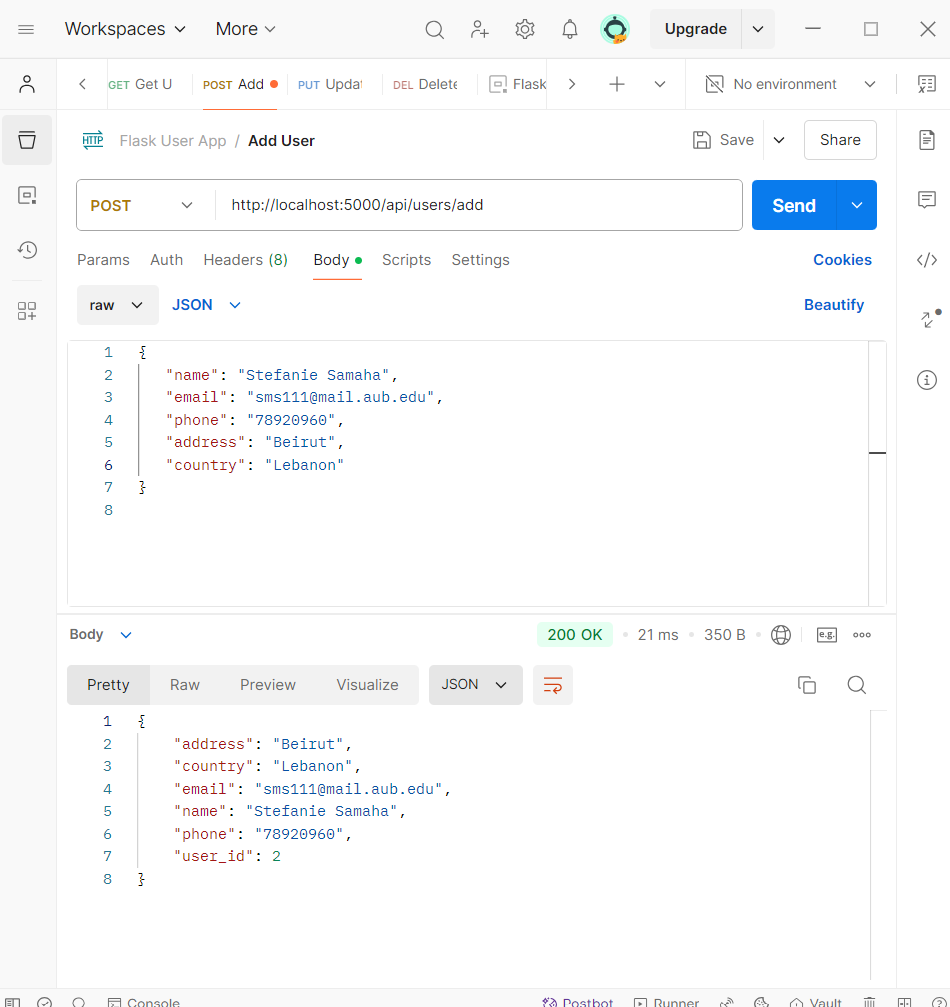 Workspaces More Upgrade
GET Get U POST Add PUT Updat DEL Delete Flask No environment
HTTP Flask User App / Add User Save Share
POST http://localhost:5000/api/users/add Send
Params Auth Headers (8) Body Scripts Settings Cookies
raw JSON Beautify
1 {
2 "name": "Stefanie Samaha",
3 "email": "sms111@mail.aub.edu",
4 "phone": "78920960",
5 "address": "Beirut",
6 "country": "Lebanon"
7 }
8
Body 200 OK 21 ms 350 B e.g.
Pretty Raw Preview Visualize JSON
1 {
2 "address": "Beirut",
3 "country": "Lebanon",
4 "email": "sms111@mail.aub.edu",
5 "name": "Stefanie Samaha",
6 "phone": "78920960",
7 "user_id": 2
8 }
Console Postbot Runner Vault